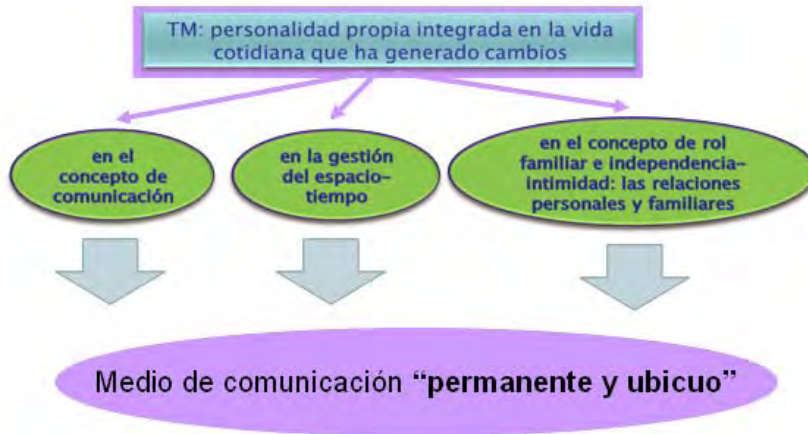 TM: personalidad propia integrada en la vida
cotidiana que ha generado cambios
en el
concepto de
comunicación
en la gestión
del espacio-
tiempo
en el concepto de rol
familiar e independencia-
intimidad: las relaciones
personales y familiares
Medio de comunicación “permanente y ubicuo”